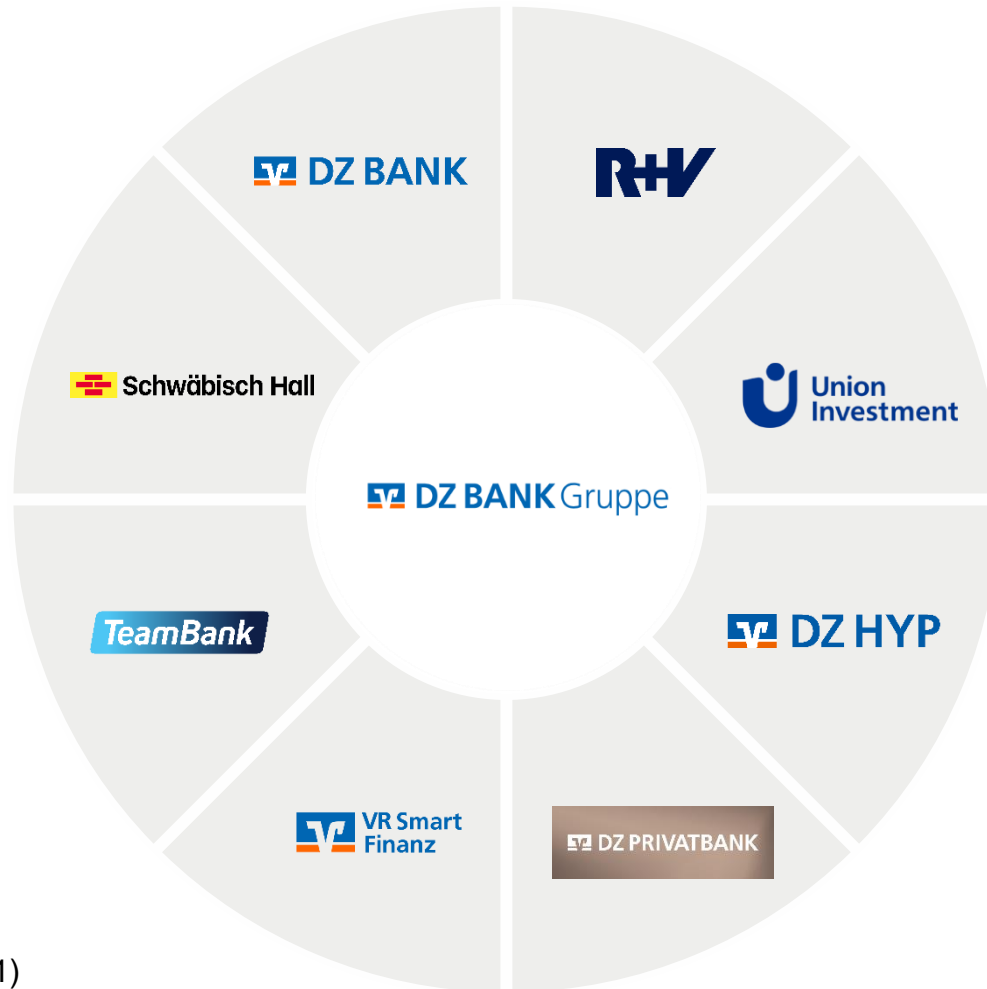 DZ BANK
R+V
Schwäbisch Hall
Union
Investment
DZ BANK Gruppe
TeamBank
DZ HYP
VR Smart
Finanz
DZ PRIVATBANK
1)